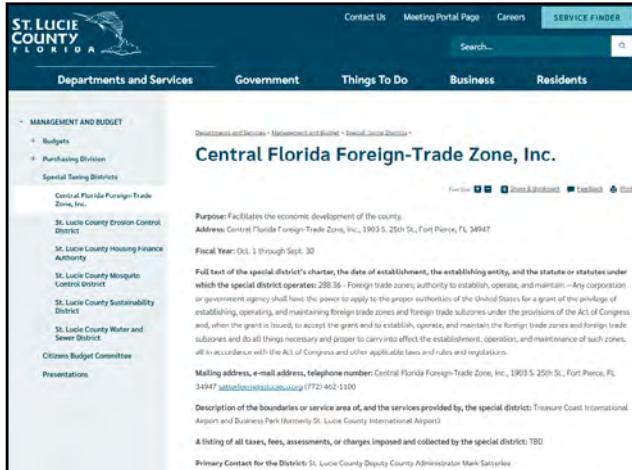 Contact Us Meeting Portal Page Careers SERVICE FINDER
ST. LUCIE
COUNTY
FLORIDA
Search...
Departments and Services Government Things To Do Business Residents
- MANAGEMENT AND BUDGET
+ Budgets
+ Purchasing Division
Special Taxing Districts
Central Florida Foreign-Trade
Zone, Inc.
St. Lucie County Erosion Control
District
St. Lucie County Housing Finance
Authority
St. Lucie County Mosquito
Control District
St. Lucie County Sustainability
District
St. Lucie County Water and
Sewer District
Citizens Budget Committee
Presentations
Departments and Services › Management and Budget › Special Taxing Districts ›
Central Florida Foreign-Trade Zone, Inc.
Font Size: + - Share & Bookmark Feedback Print
Purpose: Facilitates the economic development of the county.
Address: Central Florida Foreign-Trade Zone, Inc., 1903 S. 25th St., Fort Pierce, FL 34947
Fiscal Year: Oct. 1 through Sept. 30
Full text of the special district's charter, the date of establishment, the establishing entity, and the statute or statutes under
which the special district operates: 288.36 - Foreign trade zones; authority to establish, operate, and maintain.—Any corporation
or government agency shall have the power to apply to the proper authorities of the United States for a grant of the privilege of
establishing, operating, and maintaining foreign trade zones and foreign trade subzones under the provisions of the Act of Congress
and, when the grant is issued, to accept the grant and to establish, operate, and maintain the foreign trade zones and foreign trade
subzones and do all things necessary and proper to carry into effect the establishment, operation, and maintenance of such zones,
all in accordance with the Act of Congress and other applicable laws and rules and regulations.
Mailing address, e-mail address, telephone number: Central Florida Foreign-Trade Zone, Inc., 1903 S. 25th St., Fort Pierce, FL
34947 (772) 462-1100
Description of the boundaries or service area of, and the services provided by, the special district: Treasure Coast International
Airport and Business Park (formerly St. Lucie County International Airport)
A listing of all taxes, fees, assessments, or charges imposed and collected by the special district: TBD
Primary Contact for the District: St. Lucie County Deputy County Administrator Mark Satterlee